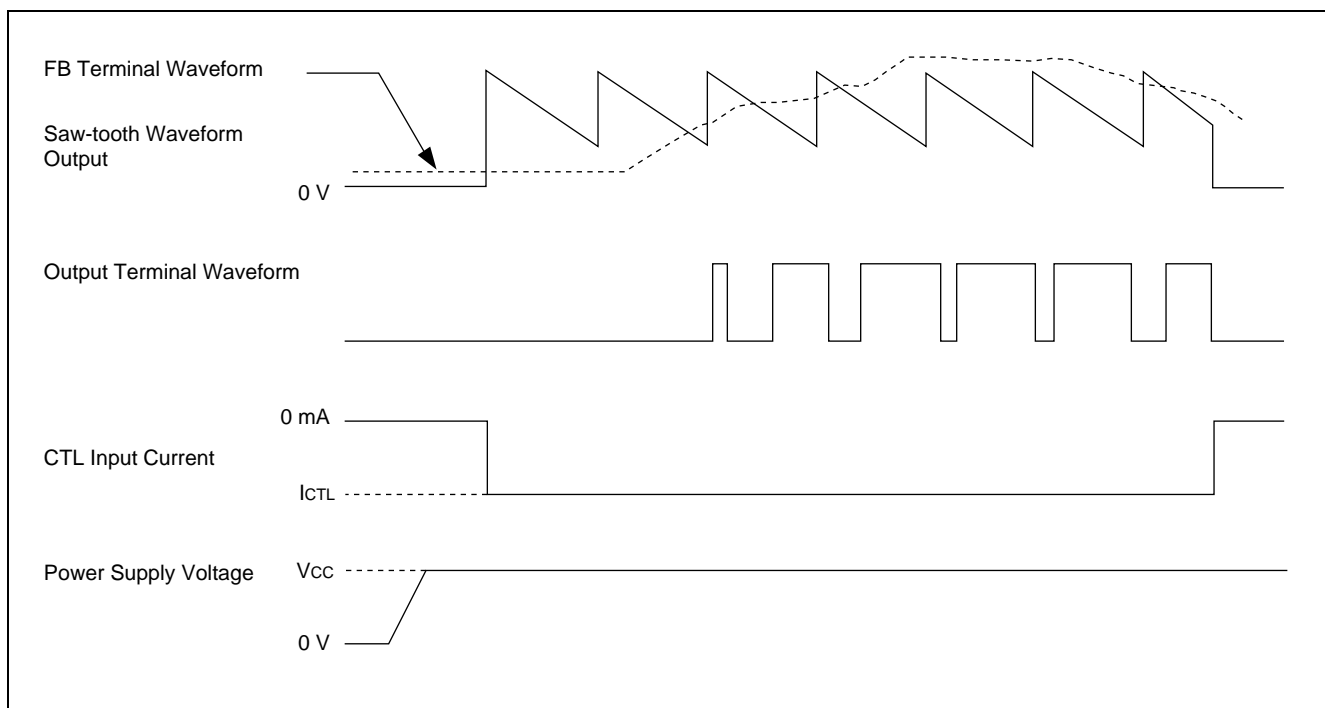 FB Terminal Waveform
Saw-tooth Waveform
Output
0 V
Output Terminal Waveform
0 mA
CTL Input Current
ICTL
Power Supply Voltage
VCC
0 V